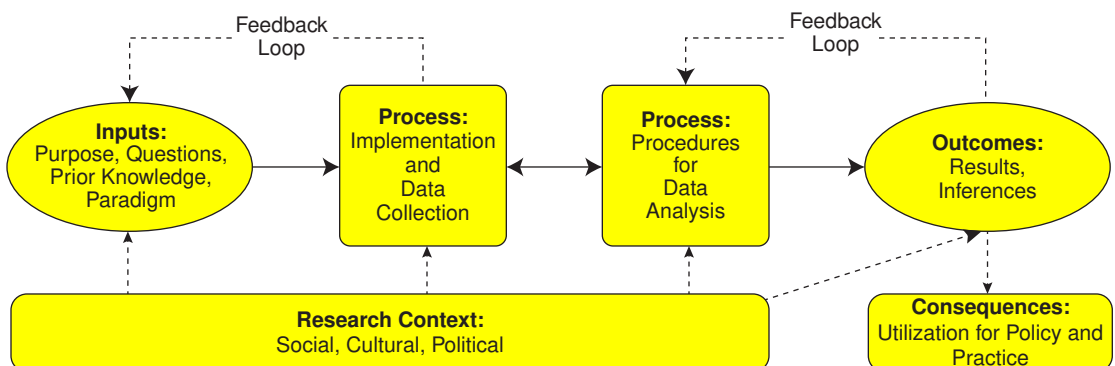 Feedback
Loop
Feedback
Loop
Inputs:
Purpose, Questions,
Prior Knowledge,
Paradigm
Process:
Implementation
and
Data
Collection
Process:
Procedures
for
Data
Analysis
Outcomes:
Results,
Inferences
Research Context:
Social, Cultural, Political
Consequences:
Utilization for Policy and
Practice